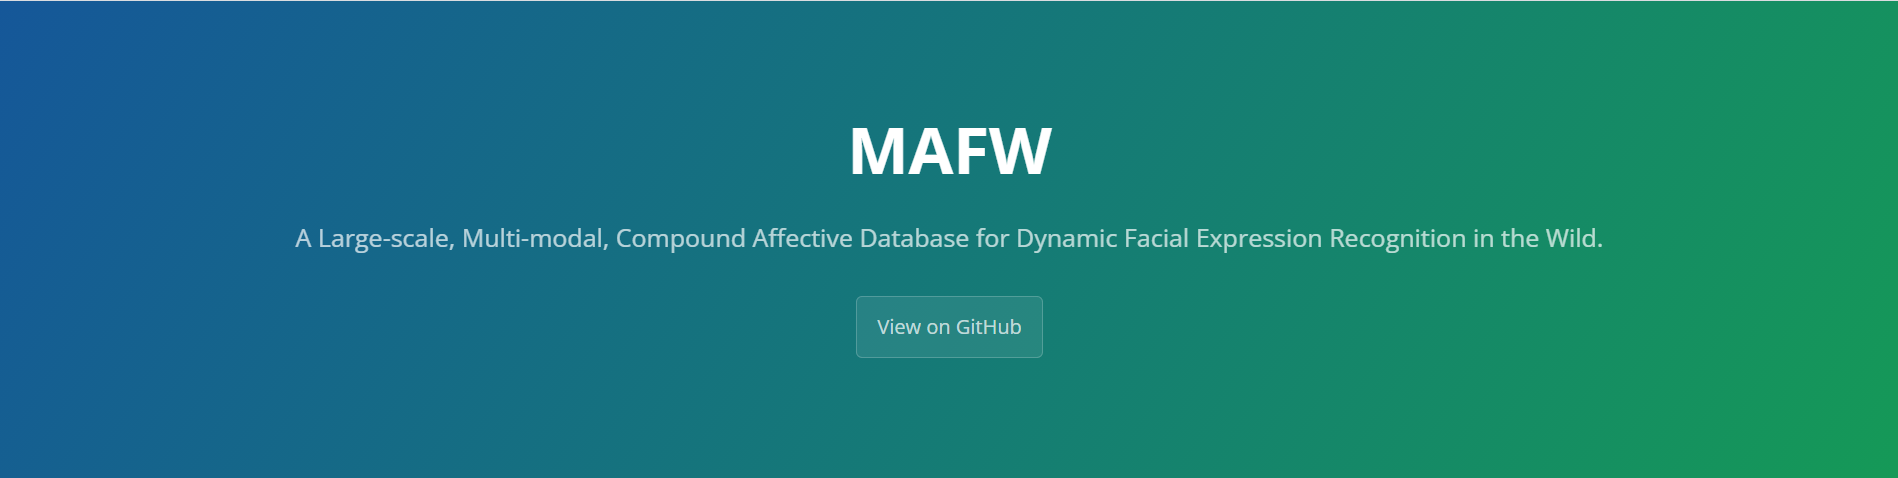 MAFW
A Large-scale, Multi-modal, Compound Affective Database for Dynamic Facial Expression Recognition in the Wild.
View on GitHub